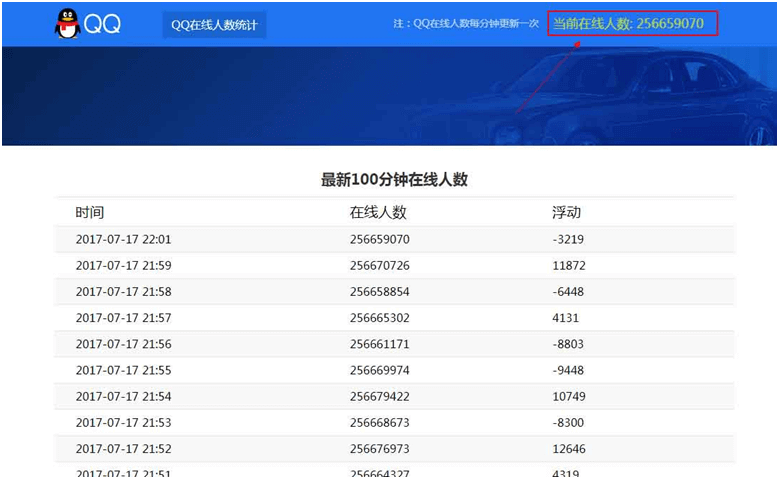 QQ QQ在线人数统计 注：QQ在线人数每分钟更新一次 当前在线人数: 256659070
最新100分钟在线人数
时间 在线人数 浮动
2017-07-17 22:01 256659070 -3219
2017-07-17 21:59 256670726 11872
2017-07-17 21:58 256658854 -6448
2017-07-17 21:57 256665302 4131
2017-07-17 21:56 256661171 -8803
2017-07-17 21:55 256669974 -9448
2017-07-17 21:54 256679422 10749
2017-07-17 21:53 256668673 -8300
2017-07-17 21:52 256676973 12646
2017-07-17 21:51 256664327 4319